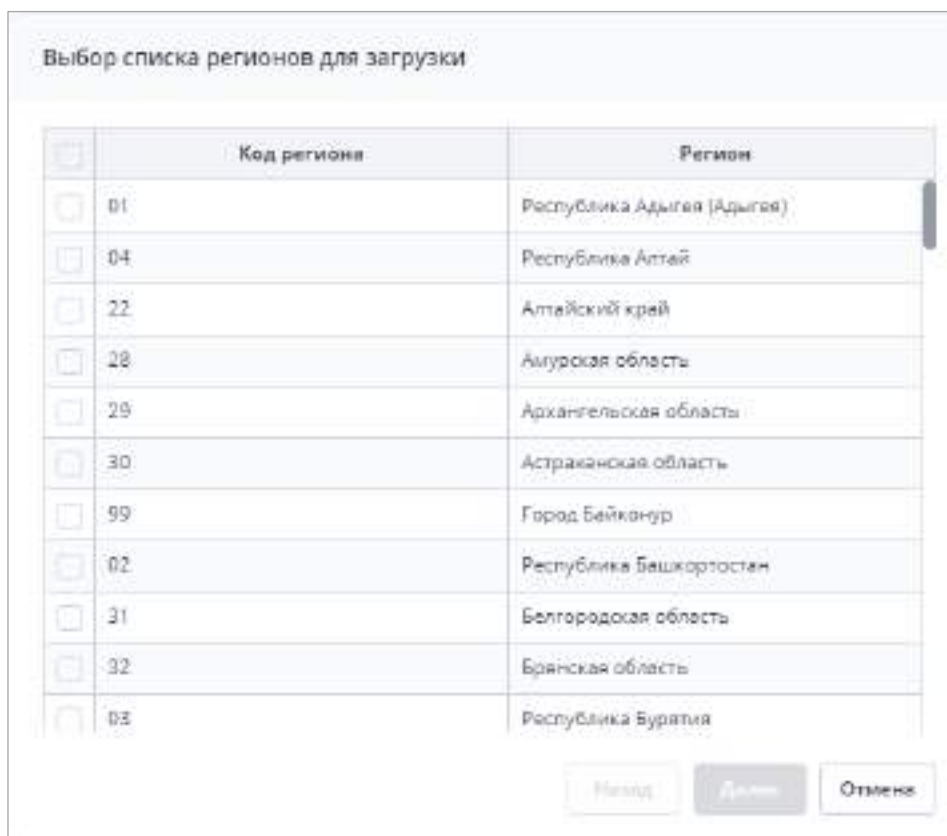 Выбор списка регионов для загрузки
Код региона Регион
01 Республика Адыгея (Адыгея)
04 Республика Алтай
22 Алтайский край
28 Амурская область
29 Архангельская область
30 Астраханская область
99 Город Байконур
02 Республика Башкортостан
31 Белгородская область
32 Брянская область
03 Республика Бурятия
Назад Далее Отмена